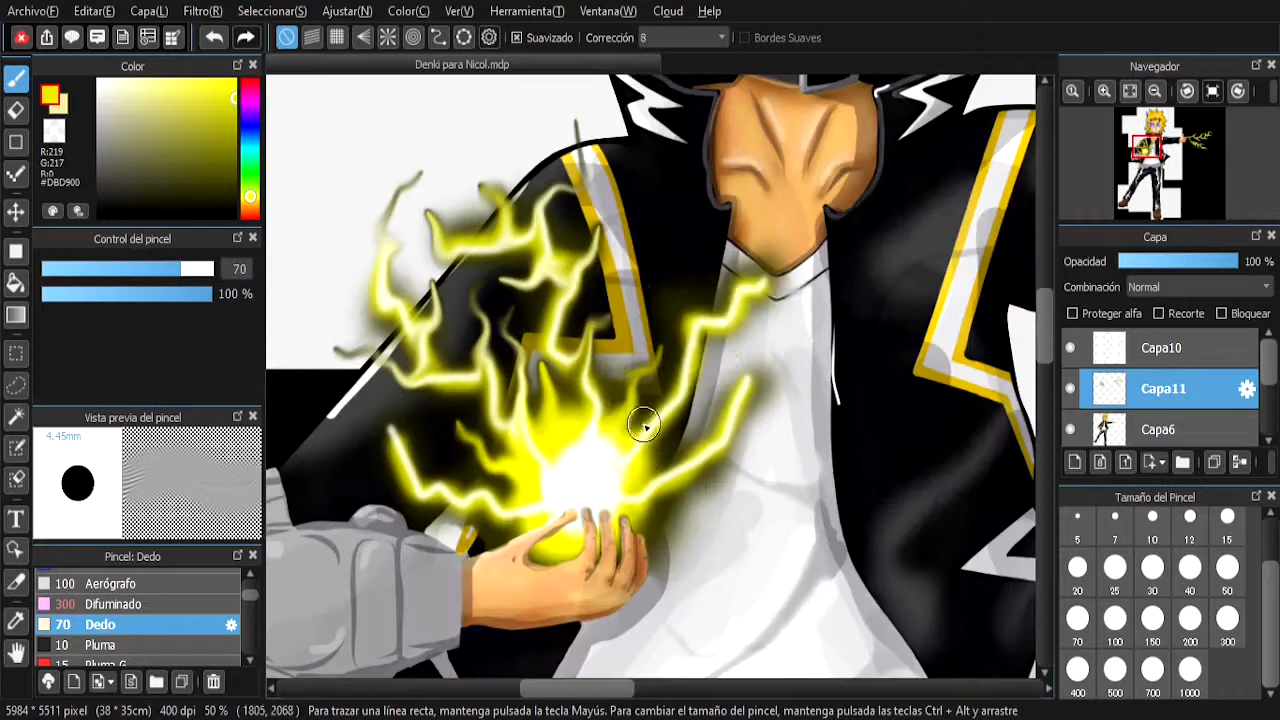 Archivo(F) Editar(E) Capa(L) Filtro(R) Seleccionar(S) Ajustar(N) Color(C) Ver(V) Herramienta(T) Ventana(W) Cloud Help
Suavizado Corrección 8 Bordes Suaves
Color
Denki para Nicol.mdp
Navegador
R:219
G:217
R:0
#DBD900
Control del pincel
70
100 %
Capa
Opacidad 100 %
Combinación Normal
Proteger alfa Recorte Bloquear
Capa10
Capa11
Capa6
Vista previa del pincel
4.45mm
Tamaño del Pincel
5 7 10 12 15
20 25 30 40 50
70 100 150 200 300
400 500 700 1000
Pincel: Dedo
100 Aerógrafo
300 Difuminado
70 Dedo
10 Pluma
15 Pluma G
5984 * 5511 pixel (38 * 35cm) 400 dpi 50 % ( 1805, 2068 ) Para trazar una línea recta, mantenga pulsada la tecla Mayús. Para cambiar el tamaño del pincel, mantenga pulsadas las teclas Ctrl + Alt y arrastre